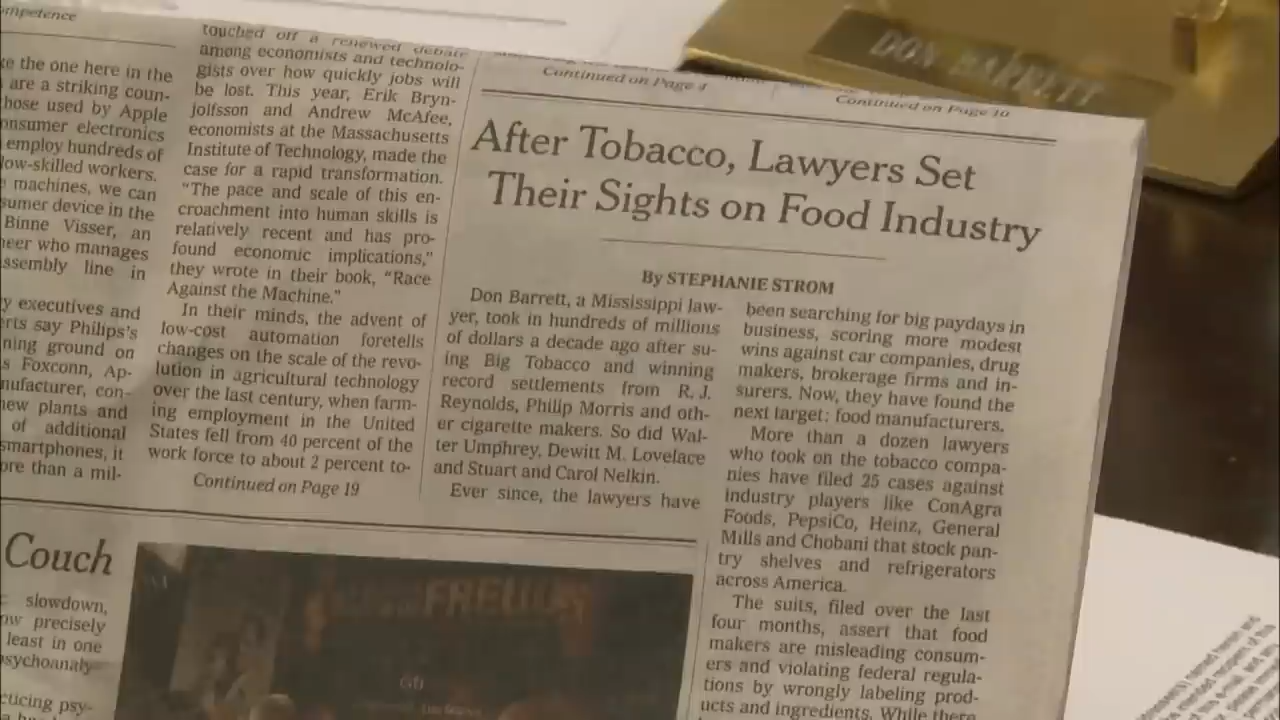 ompetence
ke the one here in the
are a striking coun-
hose used by Apple
onsumer electronics
employ hundreds of
low-skilled workers.
machines, we can
sumer device in the
Binne Visser, an
neer who manages
assembly line in
y executives and
erts say Philips's
ning ground on
s Foxconn, Ap-
nufacturer, con-
new plants and
of additional
smartphones, it
ore than a mil-
touched off a renewed debate
among economists and technolo-
gists over how quickly jobs will
be lost. This year, Erik Bryn-
jolfsson and Andrew McAfee,
economists at the Massachusetts
Institute of Technology, made the
case for a rapid transformation.
“The pace and scale of this en-
croachment into human skills is
relatively recent and has pro-
found economic implications,”
they wrote in their book, “Race
Against the Machine.”
In their minds, the advent of
low-cost automation foretells
changes on the scale of the revo-
lution in agricultural technology
over the last century, when farm-
ing employment in the United
States fell from 40 percent of the
work force to about 2 percent to-
Continued on Page 19
Continued on Page 4
Continued on Page 10
DON BARRETT
After Tobacco, Lawyers Set
Their Sights on Food Industry
By STEPHANIE STROM
Don Barrett, a Mississippi law-
yer, took in hundreds of millions
of dollars a decade ago after su-
ing Big Tobacco and winning
record settlements from R. J.
Reynolds, Philip Morris and oth-
er cigarette makers. So did Wal-
ter Umphrey, Dewitt M. Lovelace
and Stuart and Carol Nelkin.
Ever since, the lawyers have
been searching for big paydays in
business, scoring more modest
wins against car companies, drug
makers, brokerage firms and in-
surers. Now, they have found the
next target: food manufacturers.
More than a dozen lawyers
who took on the tobacco compa-
nies have filed 25 cases against
industry players like ConAgra
Foods, PepsiCo, Heinz, General
Mills and Chobani that stock pan-
try shelves and refrigerators
across America.
The suits, filed over the last
four months, assert that food
makers are misleading consum-
ers and violating federal regula-
tions by wrongly labeling prod-
ucts and ingredients. While there
Couch
slowdown,
ow precisely
least in one
psychoanaly-
cticing psy-